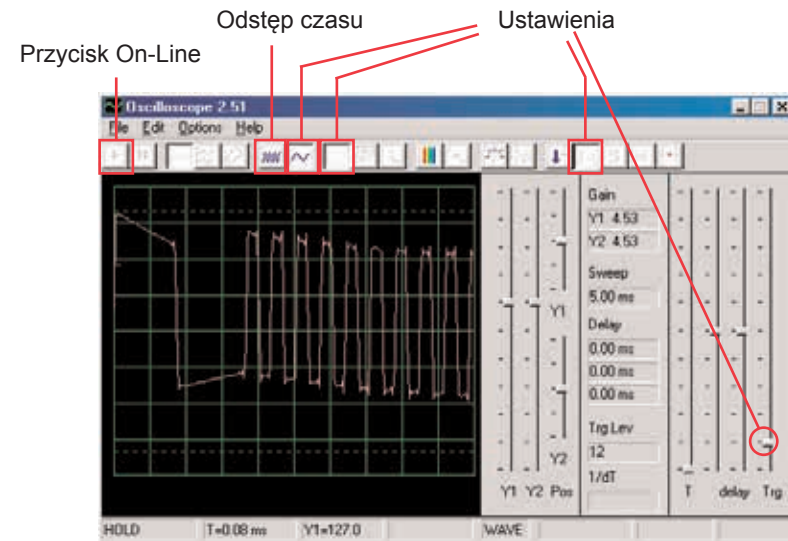 Odstęp czasu
Ustawienia
Przycisk On-Line
Oscilloscope 2.51
File Edit Options Help
Gain
Y1 4.53
Y2 4.53
Sweep
5.00 ms
Delay
0.00 ms
0.00 ms
0.00 ms
Trg Lev
12
1/dT
Y1
Y2
Y1 Y2 Pos
T delay Trg
HOLD T=0.08 ms Y1=127.0 WAVE